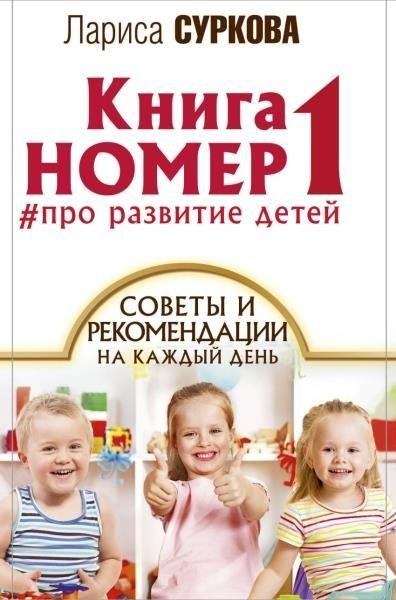 Лариса СУРКОВА
Книга
НОМЕР 1
#про развитие детей
СОВЕТЫ И
РЕКОМЕНДАЦИИ
НА КАЖДЫЙ ДЕНЬ